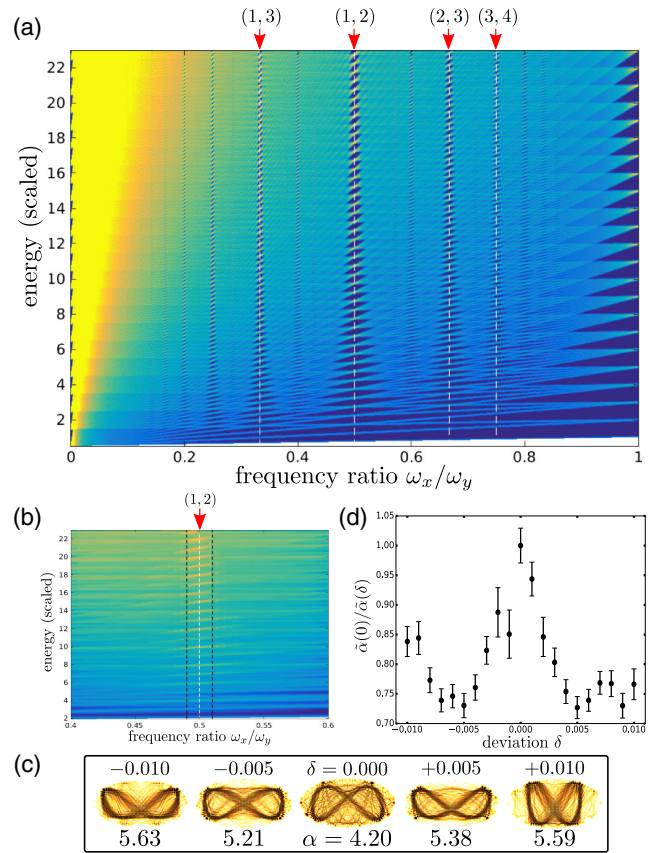 (a)
(1, 3) (1, 2) (2, 3) (3, 4)
22
20
18
16
14
12
10
8
6
4
2
energy (scaled)
0 0.2 0.4 0.6 0.8 1
frequency ratio ωx/ωy
(b)
(1, 2)
22
20
18
16
14
12
10
8
6
4
2
energy (scaled)
0.4 0.45 0.5 0.55 0.6
frequency ratio ωx/ωy
(d)
1.05
1.00
0.95
0.90
0.85
0.80
0.75
0.70
α̃(0)/α̃(δ)
-0.010 -0.005 0.000 0.005 0.010
deviation δ
(c)
−0.010 −0.005 δ = 0.000 +0.005 +0.010
5.63 5.21 α = 4.20 5.38 5.59